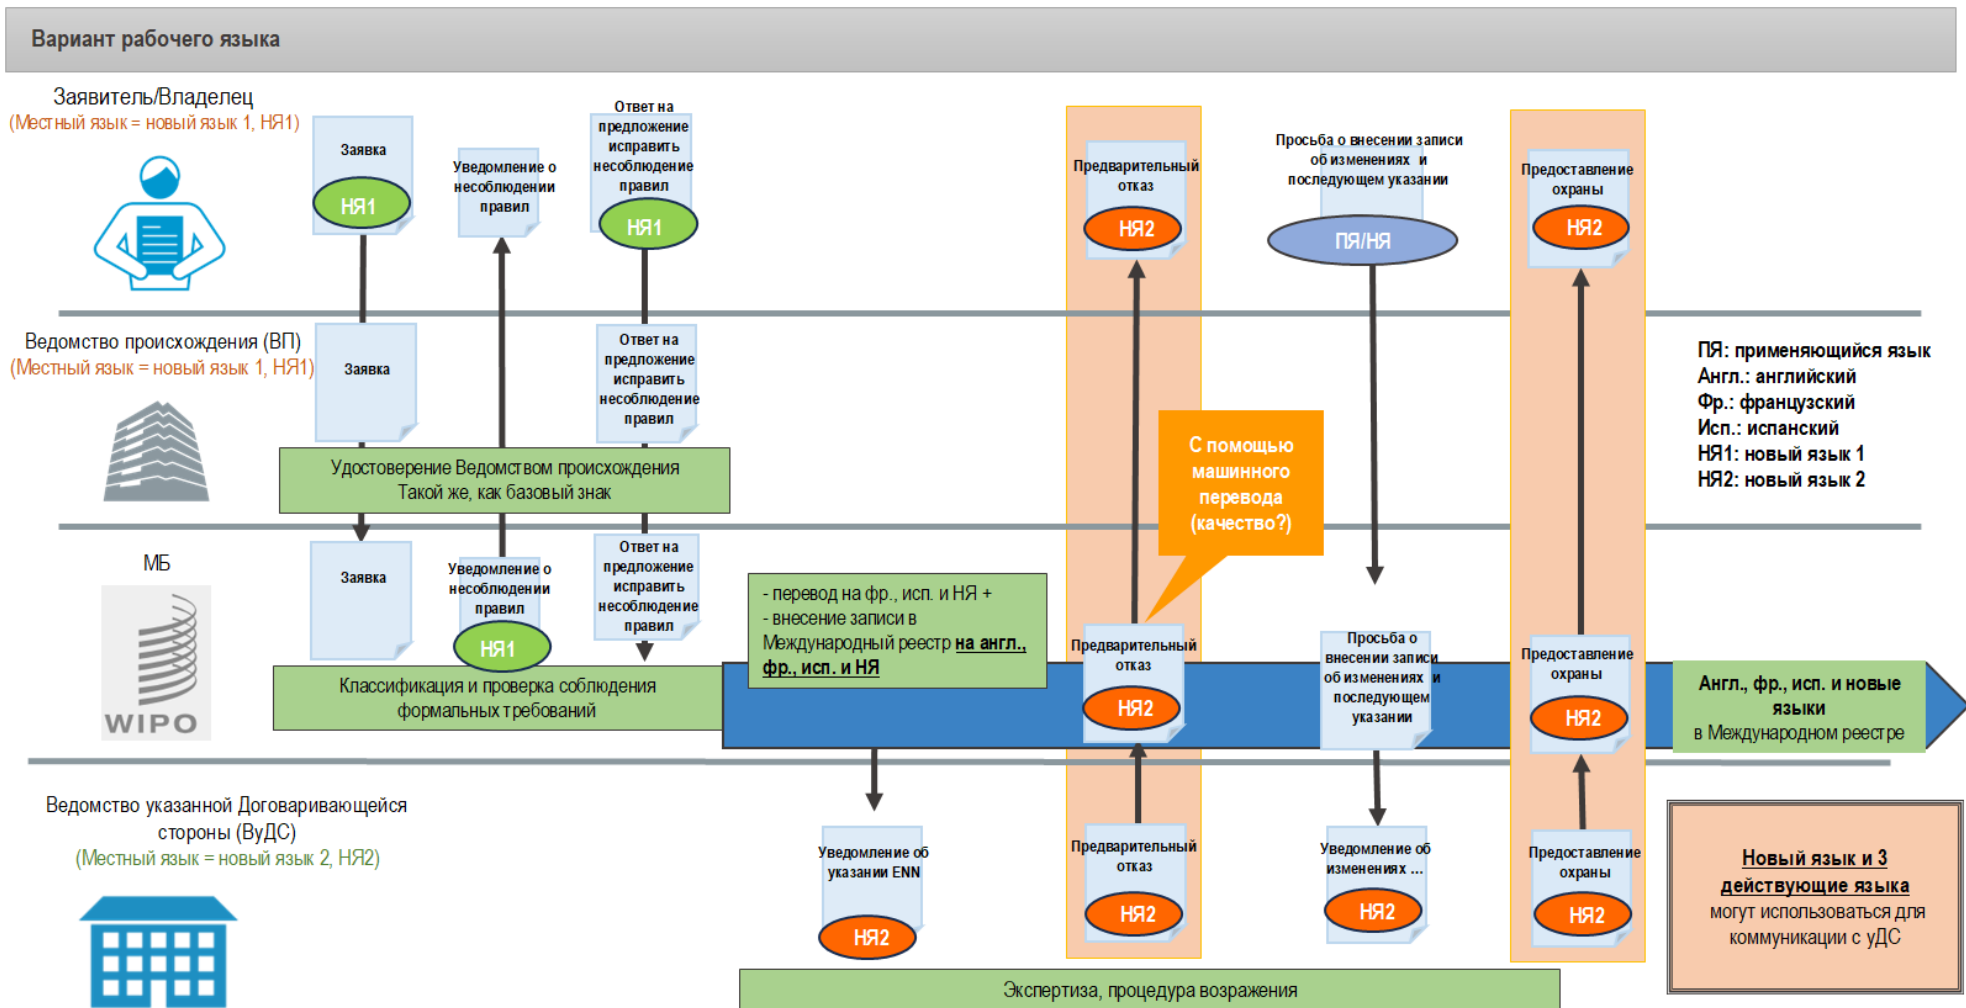 Вариант рабочего языка
Заявитель/Владелец
(Местный язык = новый язык 1, НЯ1)
Заявка
НЯ1
Уведомление о
несоблюдении
правил
ответ на
предложение
исправить
несоблюдение
правил
НЯ1
Предварительный
отказ
НЯ2
Просьба о внесении записи
об изменениях и
последующем указании
ПЯ/НЯ
Предоставление
охраны
НЯ2
Ведомство происхождения (ВП)
(Местный язык = новый язык 1, НЯ1)
Заявка
Ответ на
предложение
исправить
несоблюдение
правил
Удостоверение Ведомством происхождения
Такой же, как базовый знак
С помощью
машинного
перевода
(качество?)
ПЯ: применяющийся язык
Англ.: английский
Фр.: французский
Исп.: испанский
НЯ1: новый язык 1
НЯ2: новый язык 2
МБ
WIPO
Заявка
Уведомление о
несоблюдении
правил
НЯ1
Ответ на
предложение
исправить
несоблюдение
правил
Классификация и проверка соблюдения
формальных требований
- перевод на фр., исп. и НЯ +
- внесение записи в
Международный реестр на англ.,
фр., исп. и НЯ
Предварительный
отказ
НЯ2
Просьба о
внесении записи
об изменениях и
последующем
указании
Предоставление
охраны
НЯ2
Англ., фр., исп. и новые
языки
в Международном реестре
Ведомство указанной Договаривающейся
стороны (ВуДС)
(Местный язык = новый язык 2, НЯ2)
Уведомление об
указании ENN
НЯ2
Предварительный
отказ
НЯ2
Уведомление об
изменениях ...
НЯ2
Предоставление
охраны
НЯ2
Новый язык и 3
действующие языка
могут использоваться для
коммуникации с уДС
Экспертиза, процедура возражения